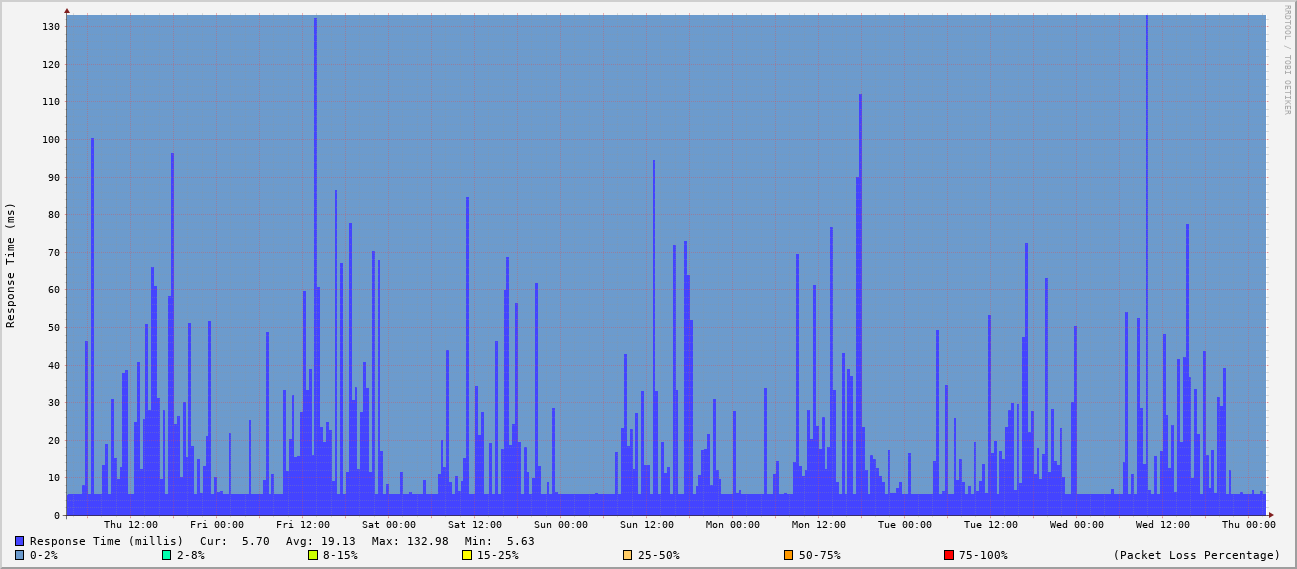 RRDTOOL / TOBI OETIKER
Response Time (ms)
130
120
110
100
90
80
70
60
50
40
30
20
10
0
Thu 12:00 Fri 00:00 Fri 12:00 Sat 00:00 Sat 12:00 Sun 00:00 Sun 12:00 Mon 00:00 Mon 12:00 Tue 00:00 Tue 12:00 Wed 00:00 Wed 12:00 Thu 00:00
Response Time (millis) Cur: 5.70 Avg: 19.13 Max: 132.98 Min: 5.63
0-2% 2-8% 8-15% 15-25% 25-50% 50-75% 75-100% (Packet Loss Percentage)